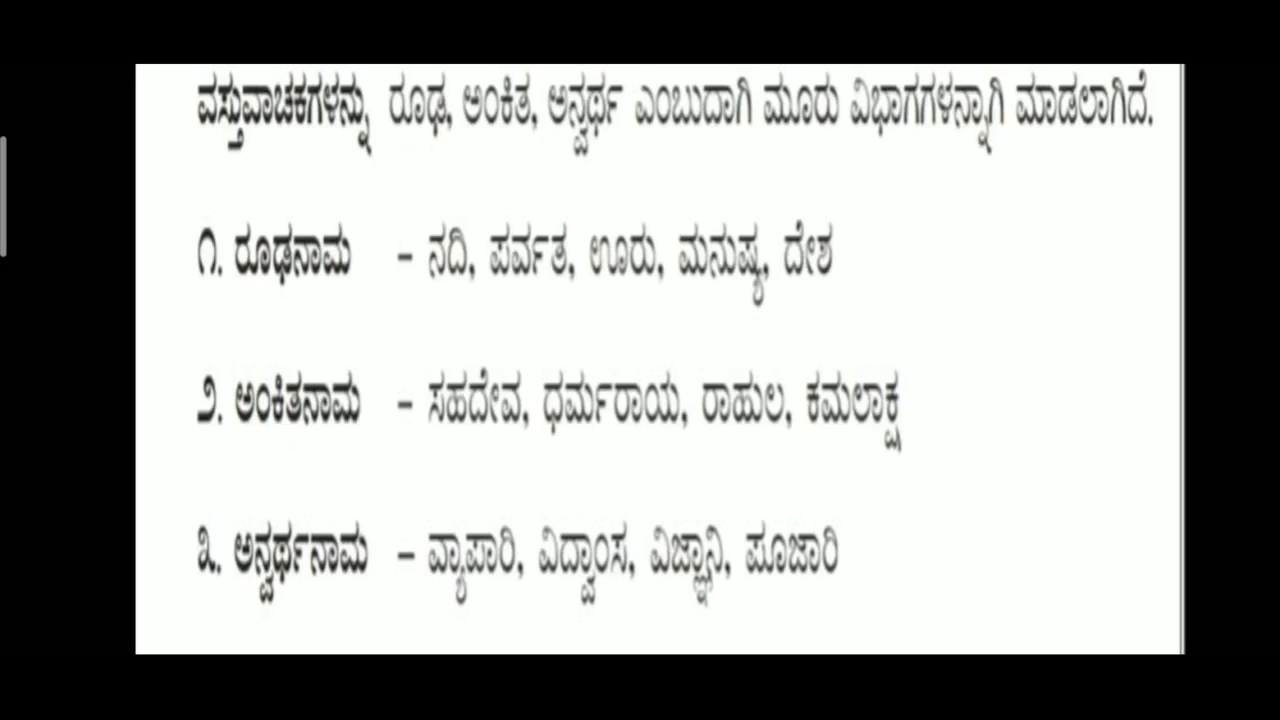 ವಸ್ತುವಾಚಕಗಳನ್ನು ರೂಢ, ಅಂಕಿತ, ಅನ್ವರ್ಥ ಎಂಬುದಾಗಿ ಮೂರು ವಿಭಾಗಗಳನ್ನಾಗಿ ಮಾಡಲಾಗಿದೆ.
೧. ರೂಢನಾಮ – ನದಿ, ಪರ್ವತ, ಊರು, ಮನುಷ್ಯ, ದೇಶ
೨. ಅಂಕಿತನಾಮ – ಸಹದೇವ, ಧರ್ಮರಾಯ, ರಾಹುಲ, ಕಮಲಾಕ್ಷ
೩. ಅನ್ವರ್ಥನಾಮ – ವ್ಯಾಪಾರಿ, ವಿದ್ವಾಂಸ, ವಿಜ್ಞಾನಿ, ಪೂಜಾರಿ